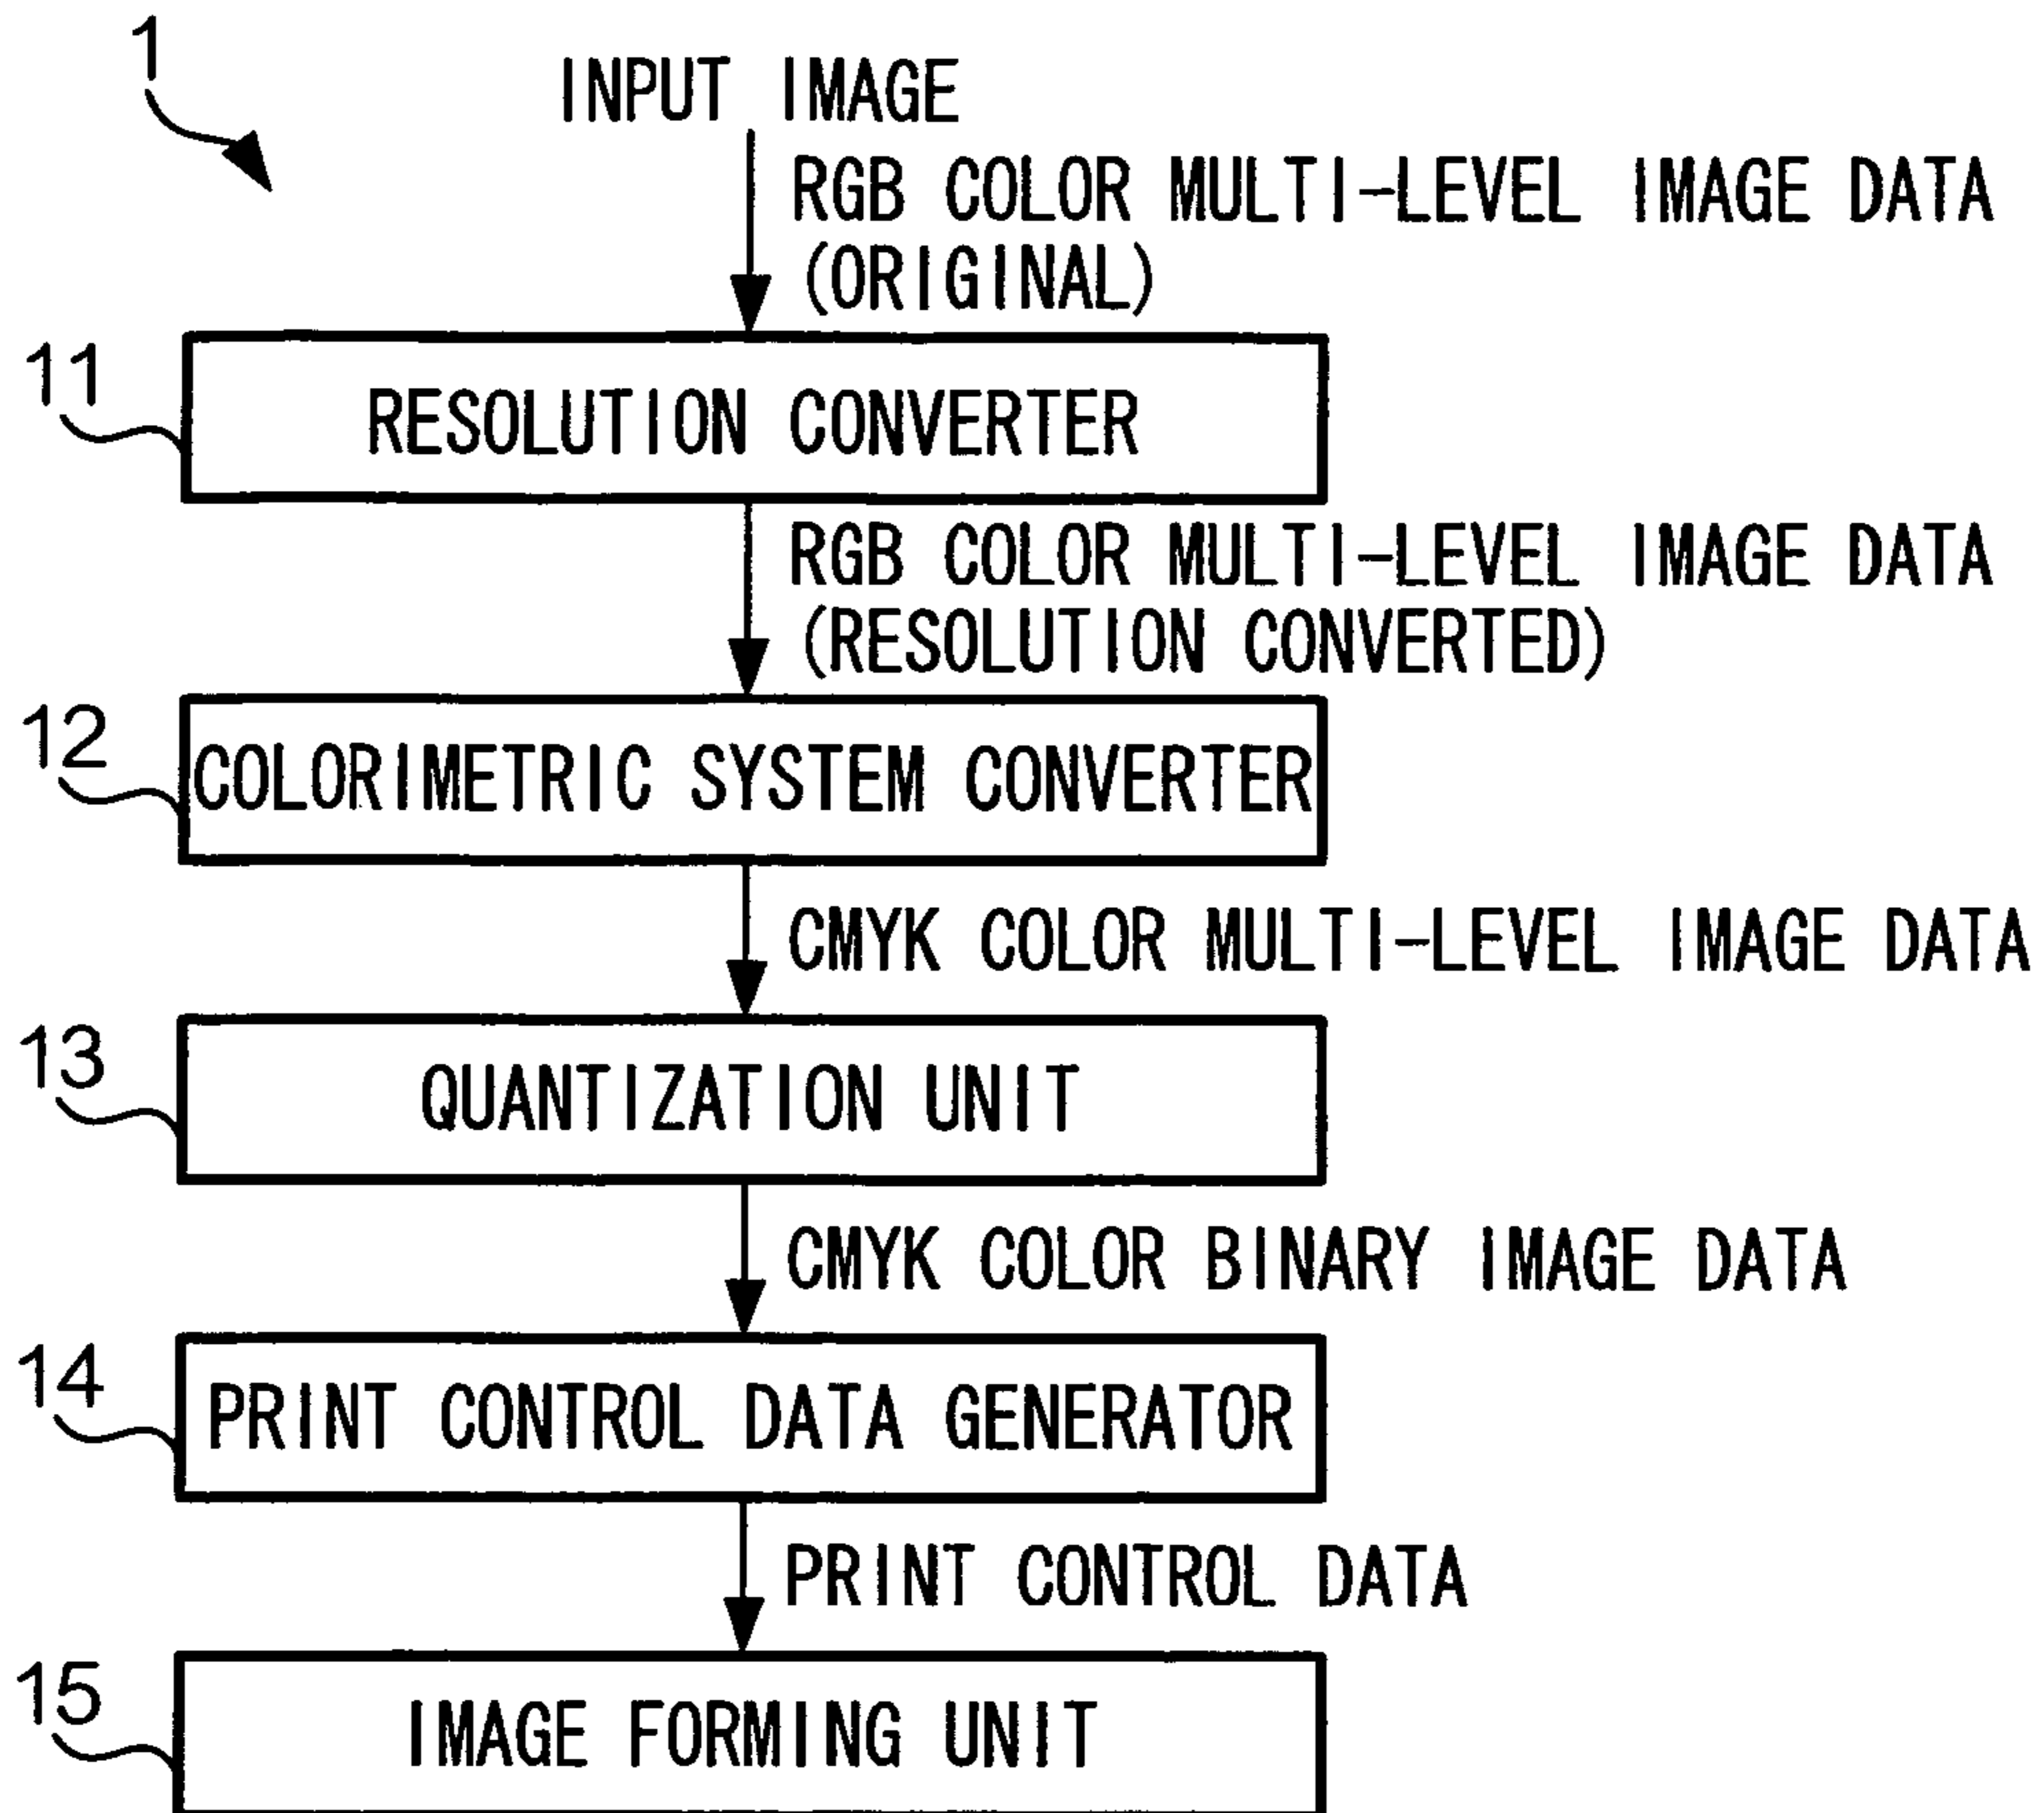 1
INPUT IMAGE
RGB COLOR MULTI-LEVEL IMAGE DATA
(ORIGINAL)
11
RESOLUTION CONVERTER
RGB COLOR MULTI-LEVEL IMAGE DATA
(RESOLUTION CONVERTED)
12
COLORIMETRIC SYSTEM CONVERTER
CMYK COLOR MULTI-LEVEL IMAGE DATA
13
QUANTIZATION UNIT
CMYK COLOR BINARY IMAGE DATA
14
PRINT CONTROL DATA GENERATOR
PRINT CONTROL DATA
15
IMAGE FORMING UNIT